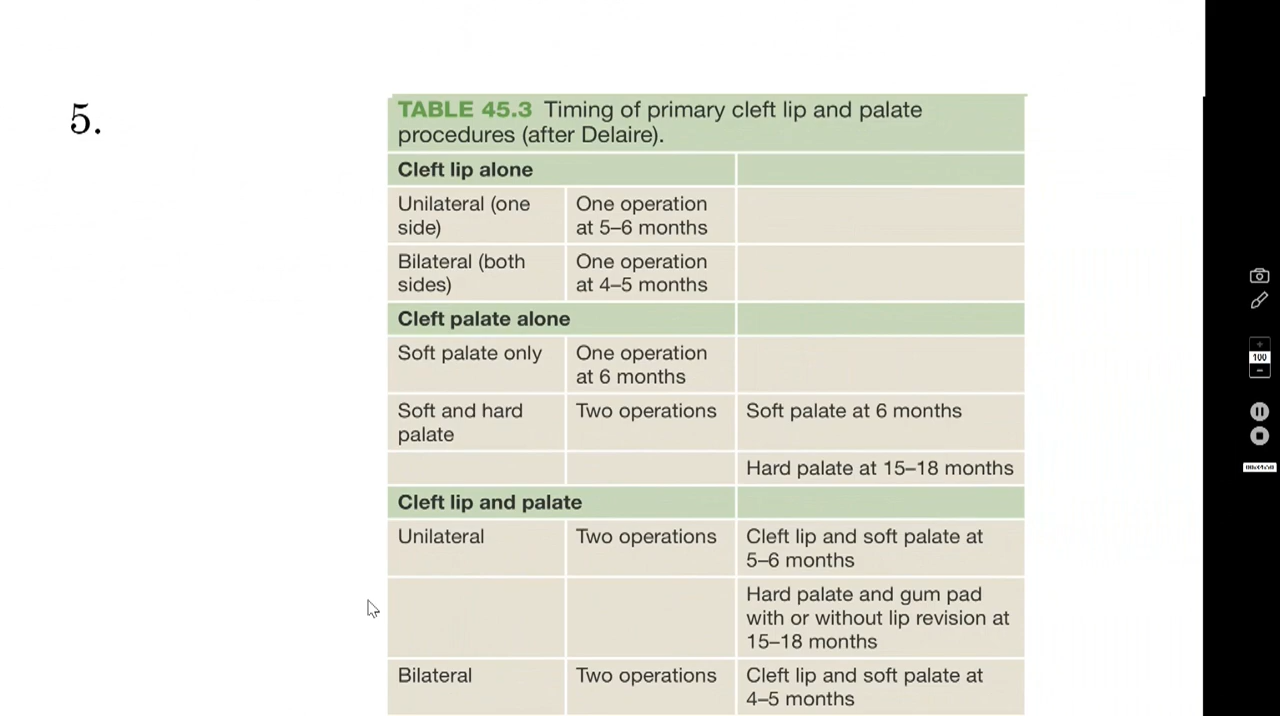 5.
TABLE 45.3 Timing of primary cleft lip and palate
procedures (after Delaire).
Cleft lip alone
Unilateral (one
side)
One operation
at 5–6 months
Bilateral (both
sides)
One operation
at 4–5 months
Cleft palate alone
Soft palate only
One operation
at 6 months
Soft and hard
palate
Two operations
Soft palate at 6 months
Hard palate at 15–18 months
Cleft lip and palate
Unilateral
Two operations
Cleft lip and soft palate at
5–6 months
Hard palate and gum pad
with or without lip revision at
15–18 months
Bilateral
Two operations
Cleft lip and soft palate at
4–5 months
100